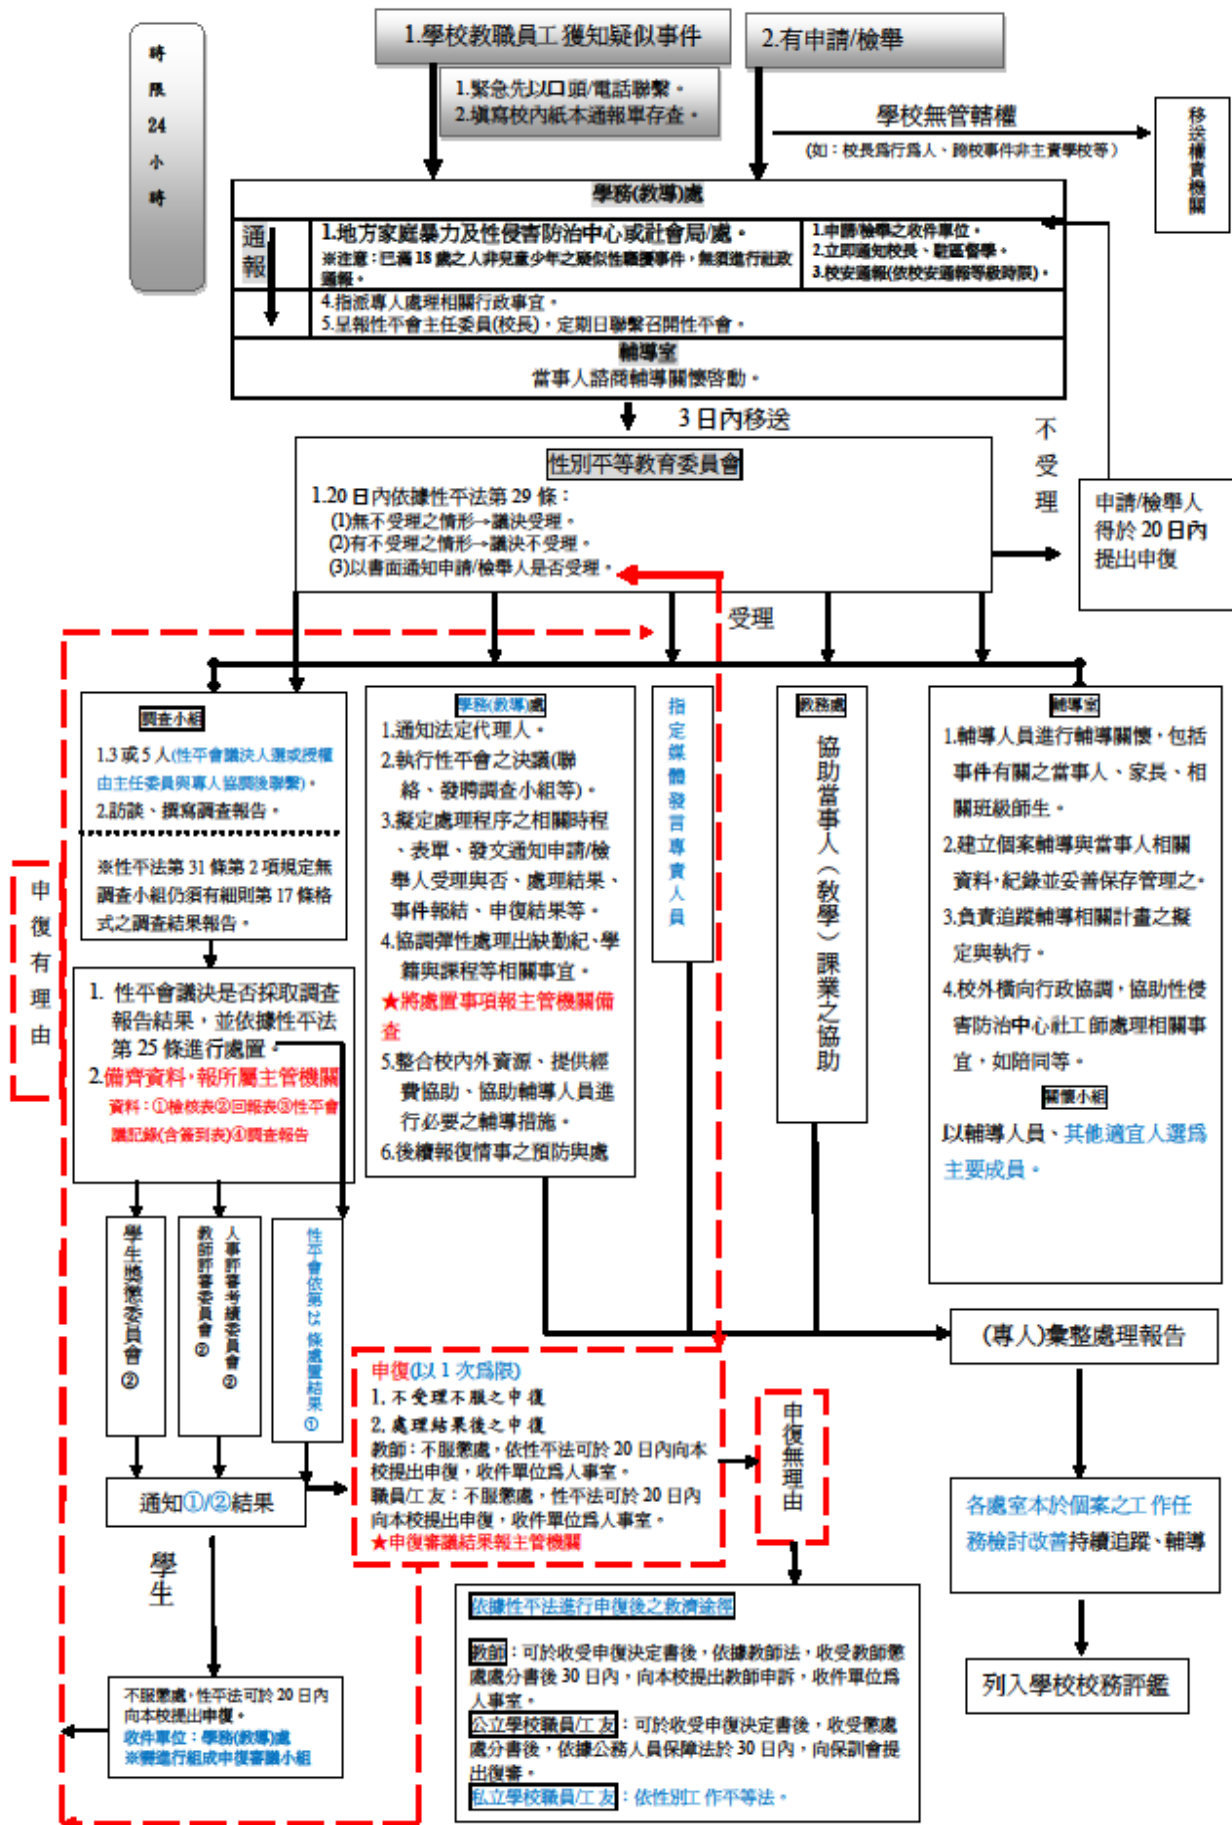 時
限
24
小
時
1.學校教職員工獲知疑似事件
2.有申請/檢舉
1.緊急先以口頭/電話聯繫。
2.填寫校內紙本通報單存查。
學校無管轄權
(如：校長為行為人、跨校事件非主責學校等)
移送權責機關
學務(教導)處
通
報
1.地方家庭暴力及性侵害防治中心或社會局/處。
※注意：已滿 18 歲之人非兒童少年之疑似性騷擾事件，無須進行社政
通報。
1.申請/檢舉之收件單位。
2.立即通知校長、駐區督學。
3.校安通報(依校安通報等級時限)。
4.指派專人處理相關行政事宜。
5.呈報性平會主任委員(校長)，定期日聯繫召開性平會。
輔導室
當事人諮商輔導關懷啓動。
3 日內移送
不
受
理
性別平等教育委員會
1.20 日內依據性平法第 29 條：
(1)無不受理之情形→議決受理。
(2)有不受理之情形→議決不受理。
(3)以書面通知申請/檢舉人是否受理。
申請/檢舉人
得於 20 日內
提出申復
受理
調查小組
1.3 或 5 人(性平會議決人選或授權
由主任委員與專人協調後聯繫)。
2.訪談、撰寫調查報告。
※性平法第 31 條第 2 項規定無
調查小組仍須有細則第 17 條格
式之調查結果報告。
學務(教導)處
1.通知法定代理人。
2.執行性平會之決議(聯
絡、發聘調查小組等)。
3.擬定處理程序之相關時程
、表單、發文通知申請/檢
舉人受理與否、處理結果、
事件報結、申復結果等。
4.協調彈性處理出缺勤紀、學
籍與課程等相關事宜。
★將處置事項報主管機關備
查
5.整合校內外資源、提供經
費協助、協助輔導人員進
行必要之輔導措施。
6.後續報復情事之預防與處
指定媒體發言專責人員
教務處
協助當事人（教學）課業之協助
輔導室
1.輔導人員進行輔導關懷，包括
事件有關之當事人、家長、相
關班級師生。
2.建立個案輔導與當事人相關
資料，紀錄並妥善保存管理之。
3.負責追蹤輔導相關計畫之擬
定與執行。
4.校外橫向行政協調，協助性侵
害防治中心社工師處理相關事
宜，如陪同等。
關懷小組
以輔導人員、其他適宜人選為
主要成員。
申
復
有
理
由
1. 性平會議決是否採取調查
報告結果，並依據性平法
第 25 條進行處置。
2.備齊資料，報所屬主管機關
資料：①檢核表②回報表③性平會
議記錄(含簽到表)④調查報告
學生獎懲委員會②
人事評審考績委員會②
教師評審委員會②
性平會依第 25 條處置結果①
通知①/②結果
學
生
申復(以 1 次為限)
1. 不受理不服之申復
2. 處理結果後之申復
教師：不服懲處，依性平法可於 20 日內向本
校提出申復，收件單位為人事室。
職員/工友：不服懲處，性平法可於 20 日內
向本校提出申復，收件單位為人事室。
★申復審議結果報主管機關
申復無理由
(專人)彙整處理報告
各處室本於個案之工作任
務檢討改善持續追蹤、輔導
列入學校校務評鑑
不服懲處，性平法可於 20 日內
向本校提出申復。
收件單位：學務(教導)處
※需進行組成申復審議小組
依據性平法進行申復後之救濟途徑
教師：可於收受申復決定書後，依據教師法，收受教師懲
處處分書後 30 日內，向本校提出教師申訴，收件單位為
人事室。
公立學校職員/工友：可於收受申復決定書後，收受懲處
處分書後，依據公務人員保障法於 30 日內，向保訓會提
出復審。
私立學校職員/工友：依性別工作平等法。